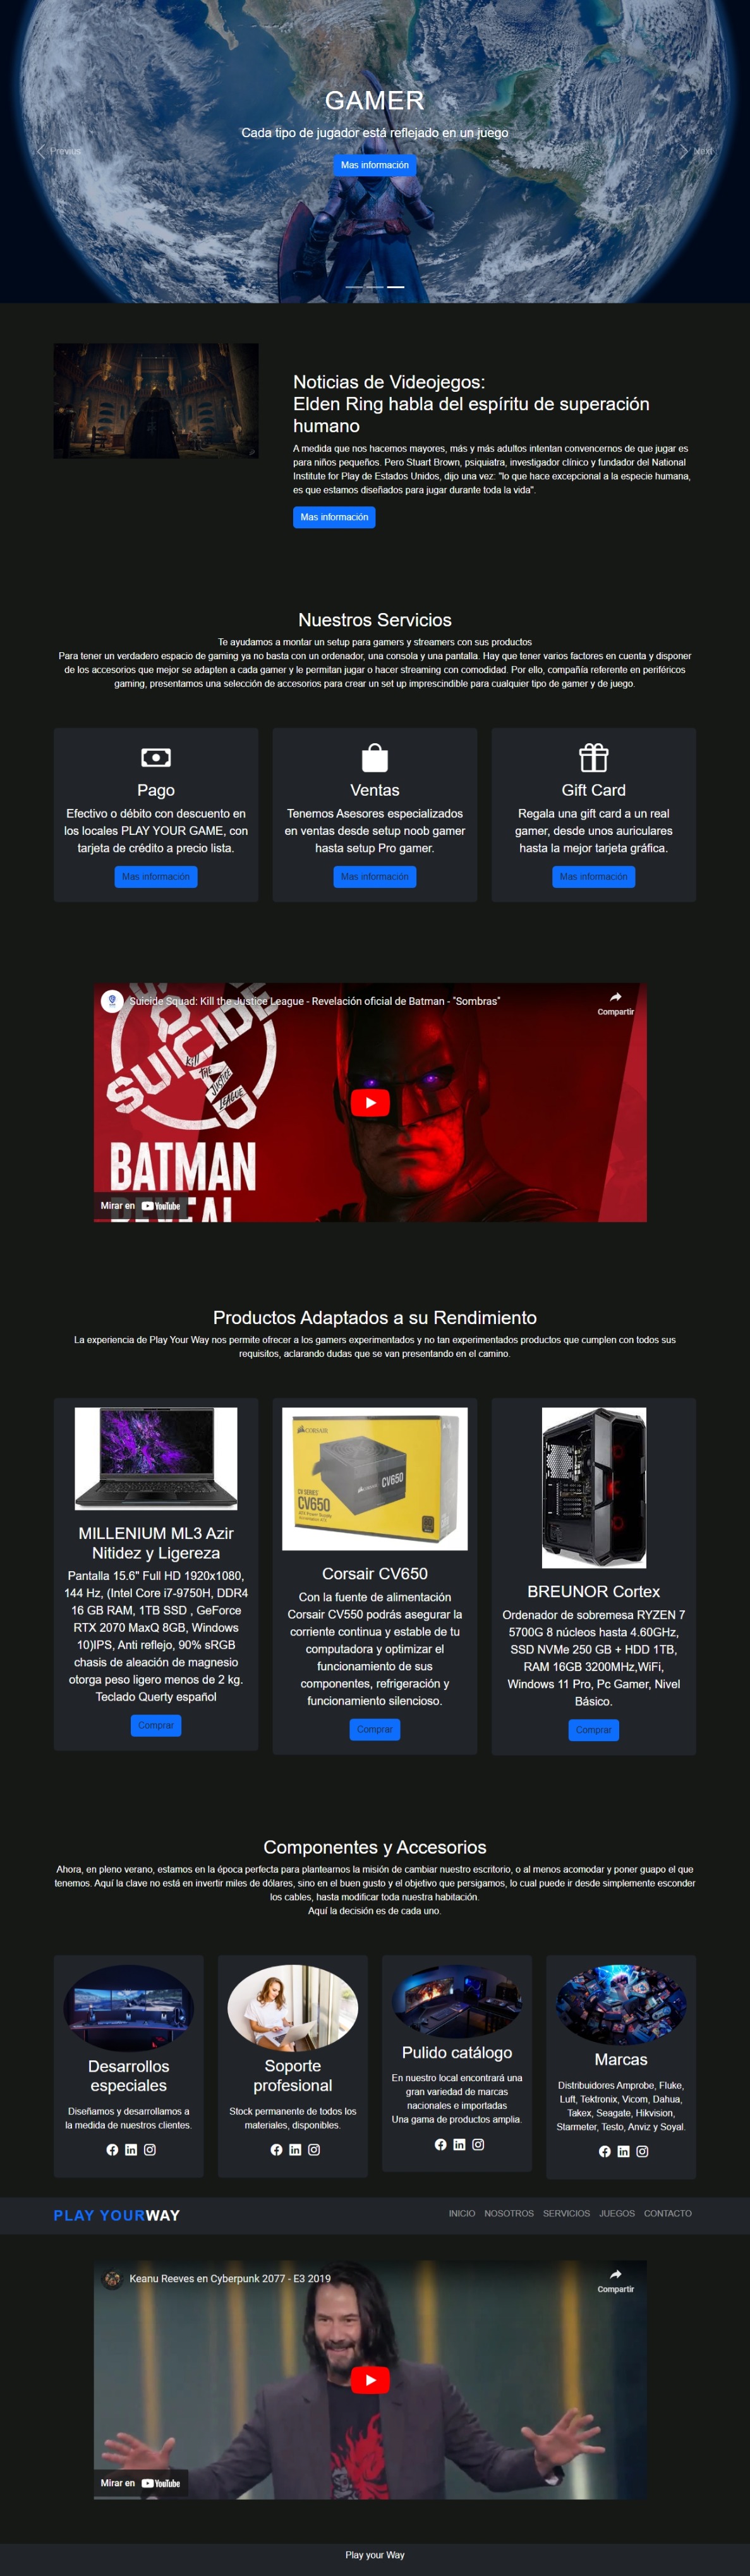 GAMER
Cada tipo de jugador está reflejado en un juego
Previus
Next
Mas información
Noticias de Videojegos:
Elden Ring habla del espíritu de superación
humano
A medida que nos hacemos mayores, más y más adultos intentan convencernos de que jugar es
para niños pequeños. Pero Stuart Brown, psiquiatra, investigador clínico y fundador del National
Institute for Play de Estados Unidos, dijo una vez: "lo que hace excepcional a la especie humana,
es que estamos diseñados para jugar durante toda la vida".
Mas información
Nuestros Servicios
Te ayudamos a montar un setup para gamers y streamers con sus productos
Para tener un verdadero espacio de gaming ya no basta con un ordenador, una consola y una pantalla. Hay que tener varios factores en cuenta y disponer
de los accesorios que mejor se adapten a cada gamer y le permitan jugar o hacer streaming con comodidad. Por ello, compañía referente en periféricos
gaming, presentamos una selección de accesorios para crear un set up imprescindible para cualquier tipo de gamer y de juego.
Pago
Efectivo o débito con descuento en
los locales PLAY YOUR GAME, con
tarjeta de crédito a precio lista.
Mas información
Ventas
Tenemos Asesores especializados
en ventas desde setup noob gamer
hasta setup Pro gamer.
Mas información
Gift Card
Regala una gift card a un real
gamer, desde unos auriculares
hasta la mejor tarjeta gráfica.
Mas información
Suicide Squad: Kill the Justice League - Revelación oficial de Batman - "Sombras"
Compartir
SUICIDE
SQUAD
KILL
THE
JUSTICE
LEAGUE
BATMAN
REVEAL
Mirar en YouTube
Productos Adaptados a su Rendimiento
La experiencia de Play Your Way nos permite ofrecer a los gamers experimentados y no tan experimentados productos que cumplen con todos sus
requisitos, aclarando dudas que se van presentando en el camino.
MILLENIUM ML3 Azir
Nitidez y Ligereza
Pantalla 15.6" Full HD 1920x1080,
144 Hz, (Intel Core i7-9750H, DDR4
16 GB RAM, 1TB SSD , GeForce
RTX 2070 MaxQ 8GB, Windows
10)IPS, Anti reflejo, 90% sRGB
chasis de aleación de magnesio
otorga peso ligero menos de 2 kg.
Teclado Querty español
Comprar
CORSAIR
CV650
CV SERIES
CV650
Corsair CV650
Con la fuente de alimentación
Corsair CV550 podrás asegurar la
corriente continua y estable de tu
computadora y optimizar el
funcionamiento de sus
componentes, refrigeración y
funcionamiento silencioso.
Comprar
BREUNOR Cortex
Ordenador de sobremesa RYZEN 7
5700G 8 núcleos hasta 4.60GHz,
SSD NVMe 250 GB + HDD 1TB,
RAM 16GB 3200MHz,WiFi,
Windows 11 Pro, Pc Gamer, Nivel
Básico.
Comprar
Componentes y Accesorios
Ahora, en pleno verano, estamos en la época perfecta para plantearnos la misión de cambiar nuestro escritorio, o al menos acomodar y poner guapo el que
tenemos. Aquí la clave no está en invertir miles de dólares, sino en el buen gusto y el objetivo que persigamos, lo cual puede ir desde simplemente esconder
los cables, hasta modificar toda nuestra habitación.
Aquí la decisión es de cada uno.
Desarrollos
especiales
Diseñamos y desarrollamos a
la medida de nuestros clientes.
Soporte
profesional
Stock permanente de todos los
materiales, disponibles.
Pulido catálogo
En nuestro local encontrará una
gran variedad de marcas
nacionales e importadas
Una gama de productos amplia.
Marcas
Distribuidores Amprobe, Fluke,
Luft, Tektronix, Vicom, Dahua,
Takex, Seagate, Hikvision,
Starmeter, Testo, Anviz y Soyal.
PLAY YOURWAY
INICIO NOSOTROS SERVICIOS JUEGOS CONTACTO
Keanu Reeves en Cyberpunk 2077 - E3 2019
Compartir
Mirar en YouTube
Play your Way